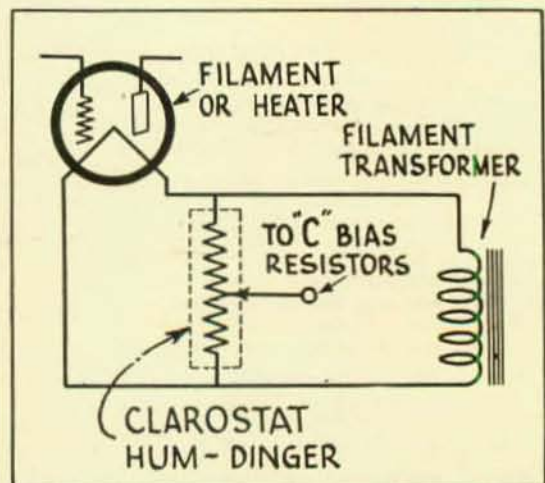 FILAMENT
OR HEATER
FILAMENT
TRANSFORMER
TO "C" BIAS
RESISTORS
CLAROSTAT
HUM-DINGER